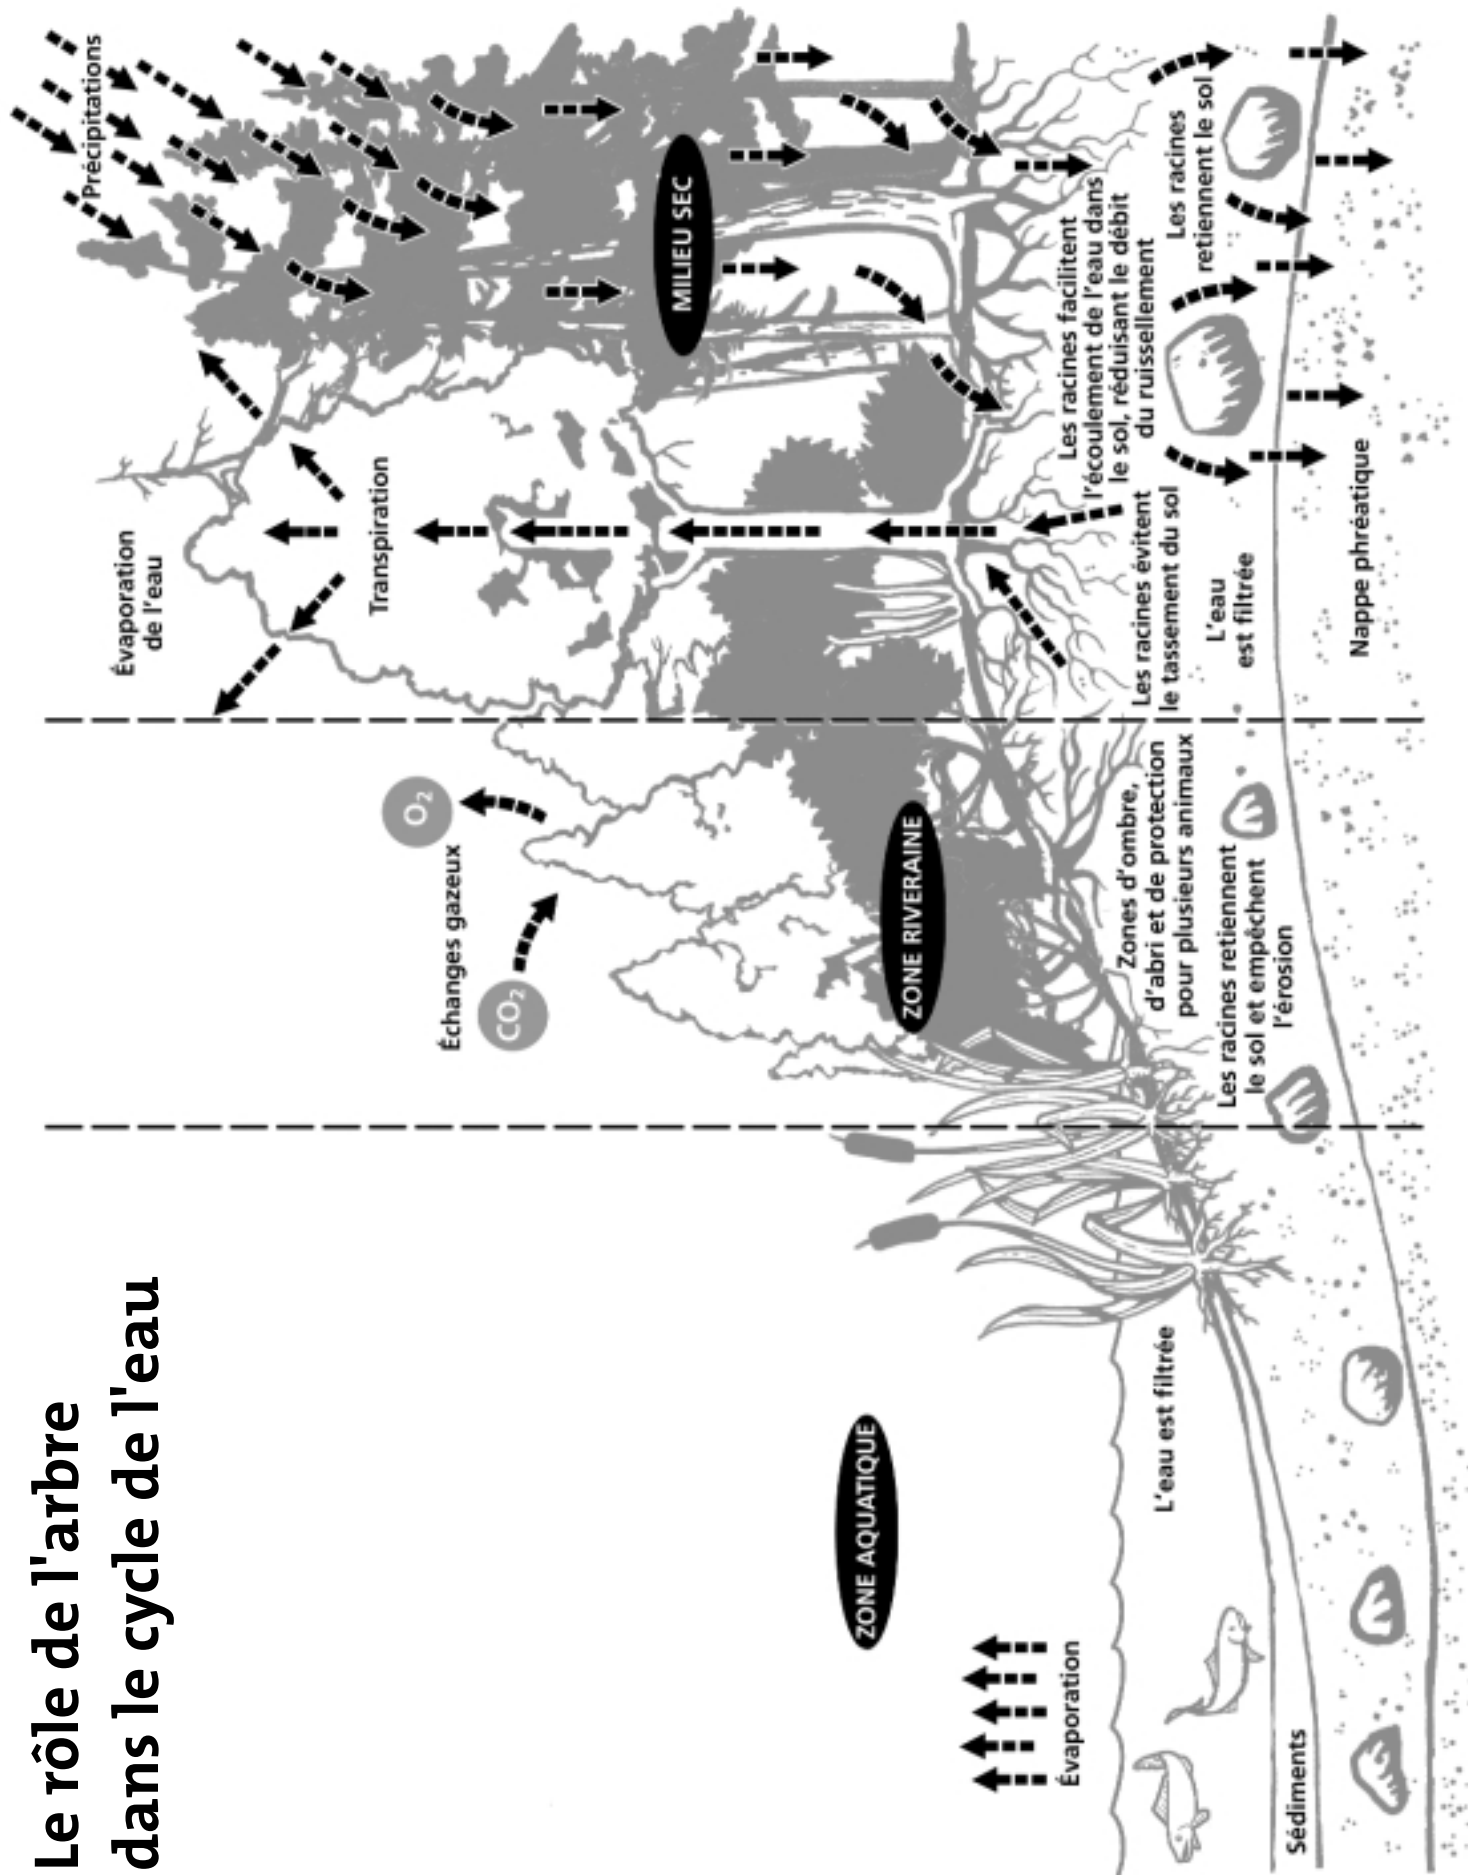 Le rôle de l'arbre
dans le cycle de l'eau
Précipitations
Évaporation
de l'eau
Transpiration
MILIEU SEC
Échanges gazeux
O₂
CO₂
ZONE RIVERAINE
ZONE AQUATIQUE
Évaporation
L'eau est filtrée
Sédiments
Zones d'ombre,
d'abri et de protection
pour plusieurs animaux
Les racines retiennent
le sol et empêchent
l'érosion
Les racines évitent
le tassement du sol
L'eau
est filtrée
Les racines facilitent
l'écoulement de l'eau dans
le sol, réduisant le débit
du ruissellement
Les racines
retiennent le sol
Nappe phréatique